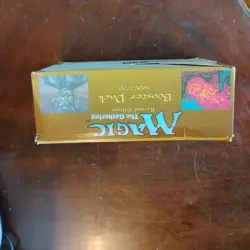 MAGIC
The Gathering
Revised Edition
Booster Pack